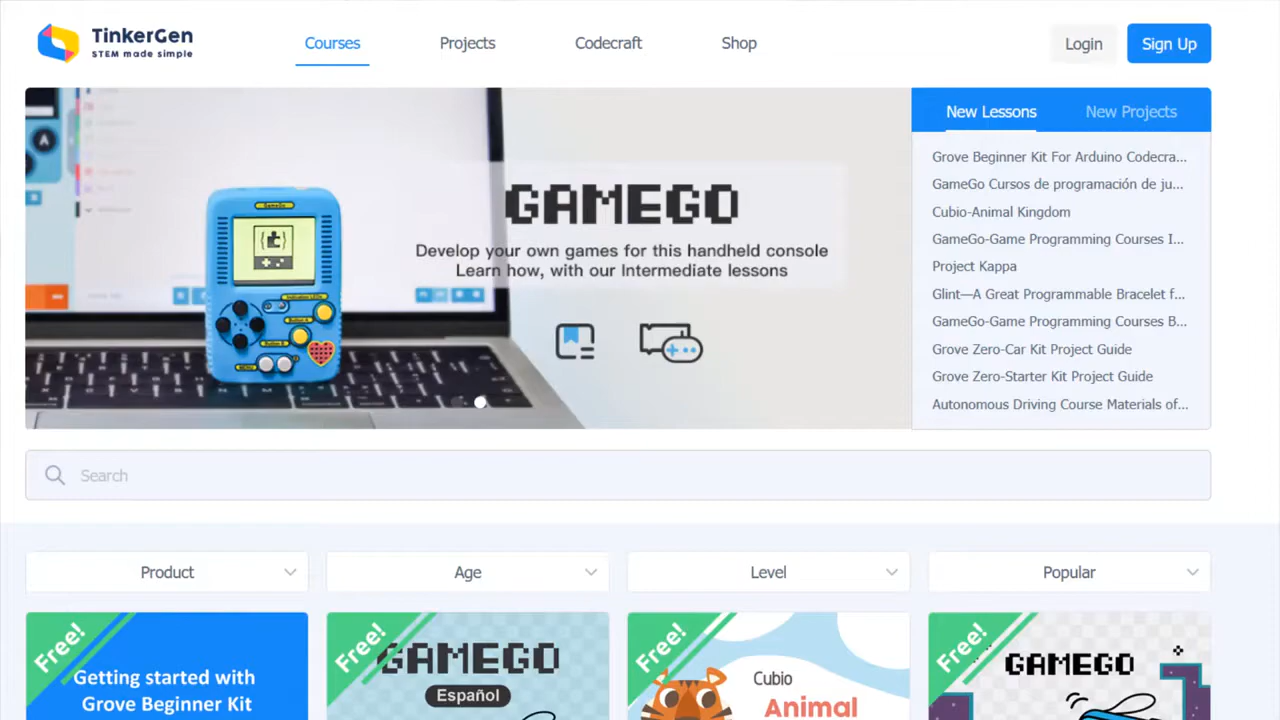 TinkerGen
STEM made simple
Courses
Projects
Codecraft
Shop
Login
Sign Up
GAMEGO
Develop your own games for this handheld console
Learn how, with our Intermediate lessons
GameGo
MENU
New Lessons
New Projects
Grove Beginner Kit For Arduino Codecra...
GameGo Cursos de programación de ju...
Cubio-Animal Kingdom
GameGo-Game Programming Courses I...
Project Kappa
Glint—A Great Programmable Bracelet f...
GameGo-Game Programming Courses B...
Grove Zero-Car Kit Project Guide
Grove Zero-Starter Kit Project Guide
Autonomous Driving Course Materials of...
Search
Product
Age
Level
Popular
Free!
Getting started with
Grove Beginner Kit
Free!
GAMEGO
Español
Free!
Cubio
Animal
Free!
GAMEGO